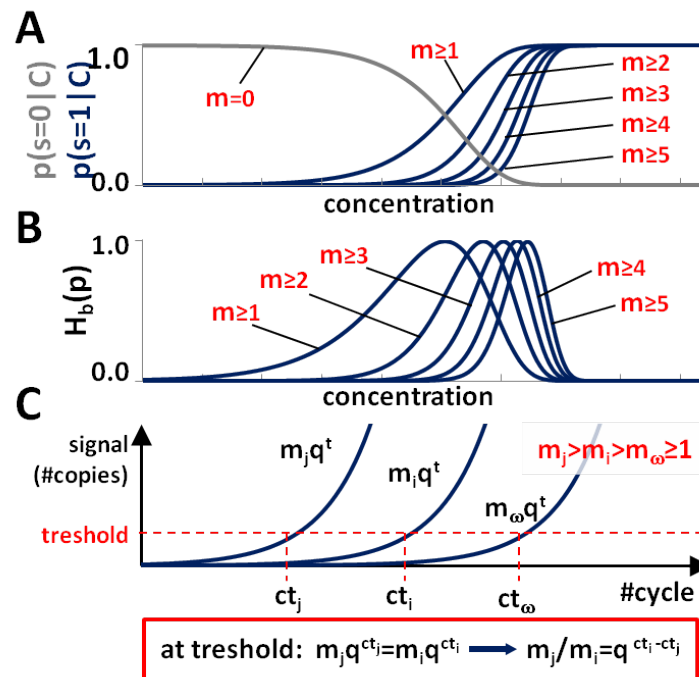 A
p(s=0 | C)
p(s=1 | C)
1.0
0.0
m=0
m≥1
m≥2
m≥3
m≥4
m≥5
concentration
B
H_b(p)
1.0
0.0
m≥1
m≥2
m≥3
m≥4
m≥5
concentration
C
signal
(#copies)
m_jq^t
m_iq^t
m_ωq^t
m_j>m_i>m_ω≥1
treshold
ct_j
ct_i
ct_ω
#cycle
at treshold: m_jq^{ct_j}=m_iq^{ct_i} → m_j/m_i=q^{ct_i-ct_j}